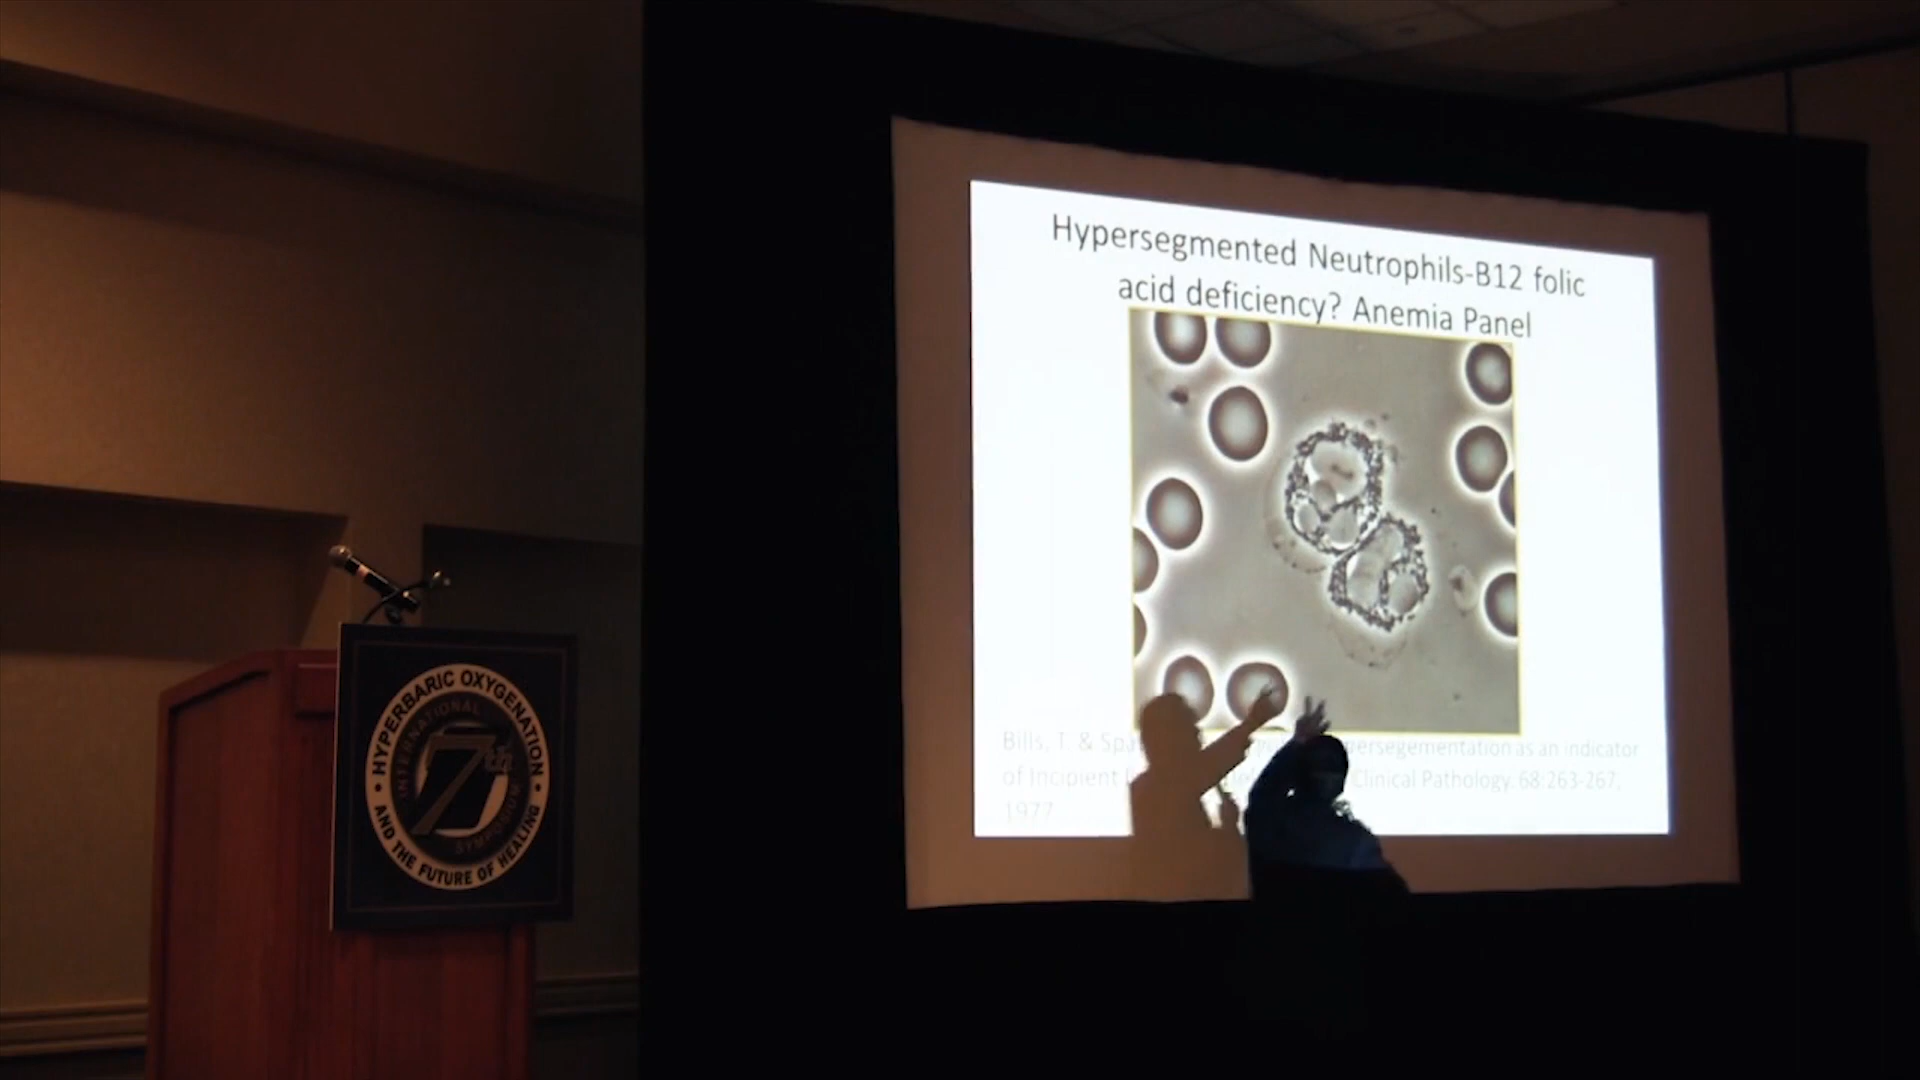 Hypersegmented Neutrophils-B12 folic
acid deficiency? Anemia Panel
Bills, T. & Spa persegementation as an indicator
of Incipient Clinical Pathology. 68:263-267,
1977
HYPERBARIC OXYGENATION
INTERNATIONAL
7th
SYMPOSIUM
AND THE FUTURE OF HEALING